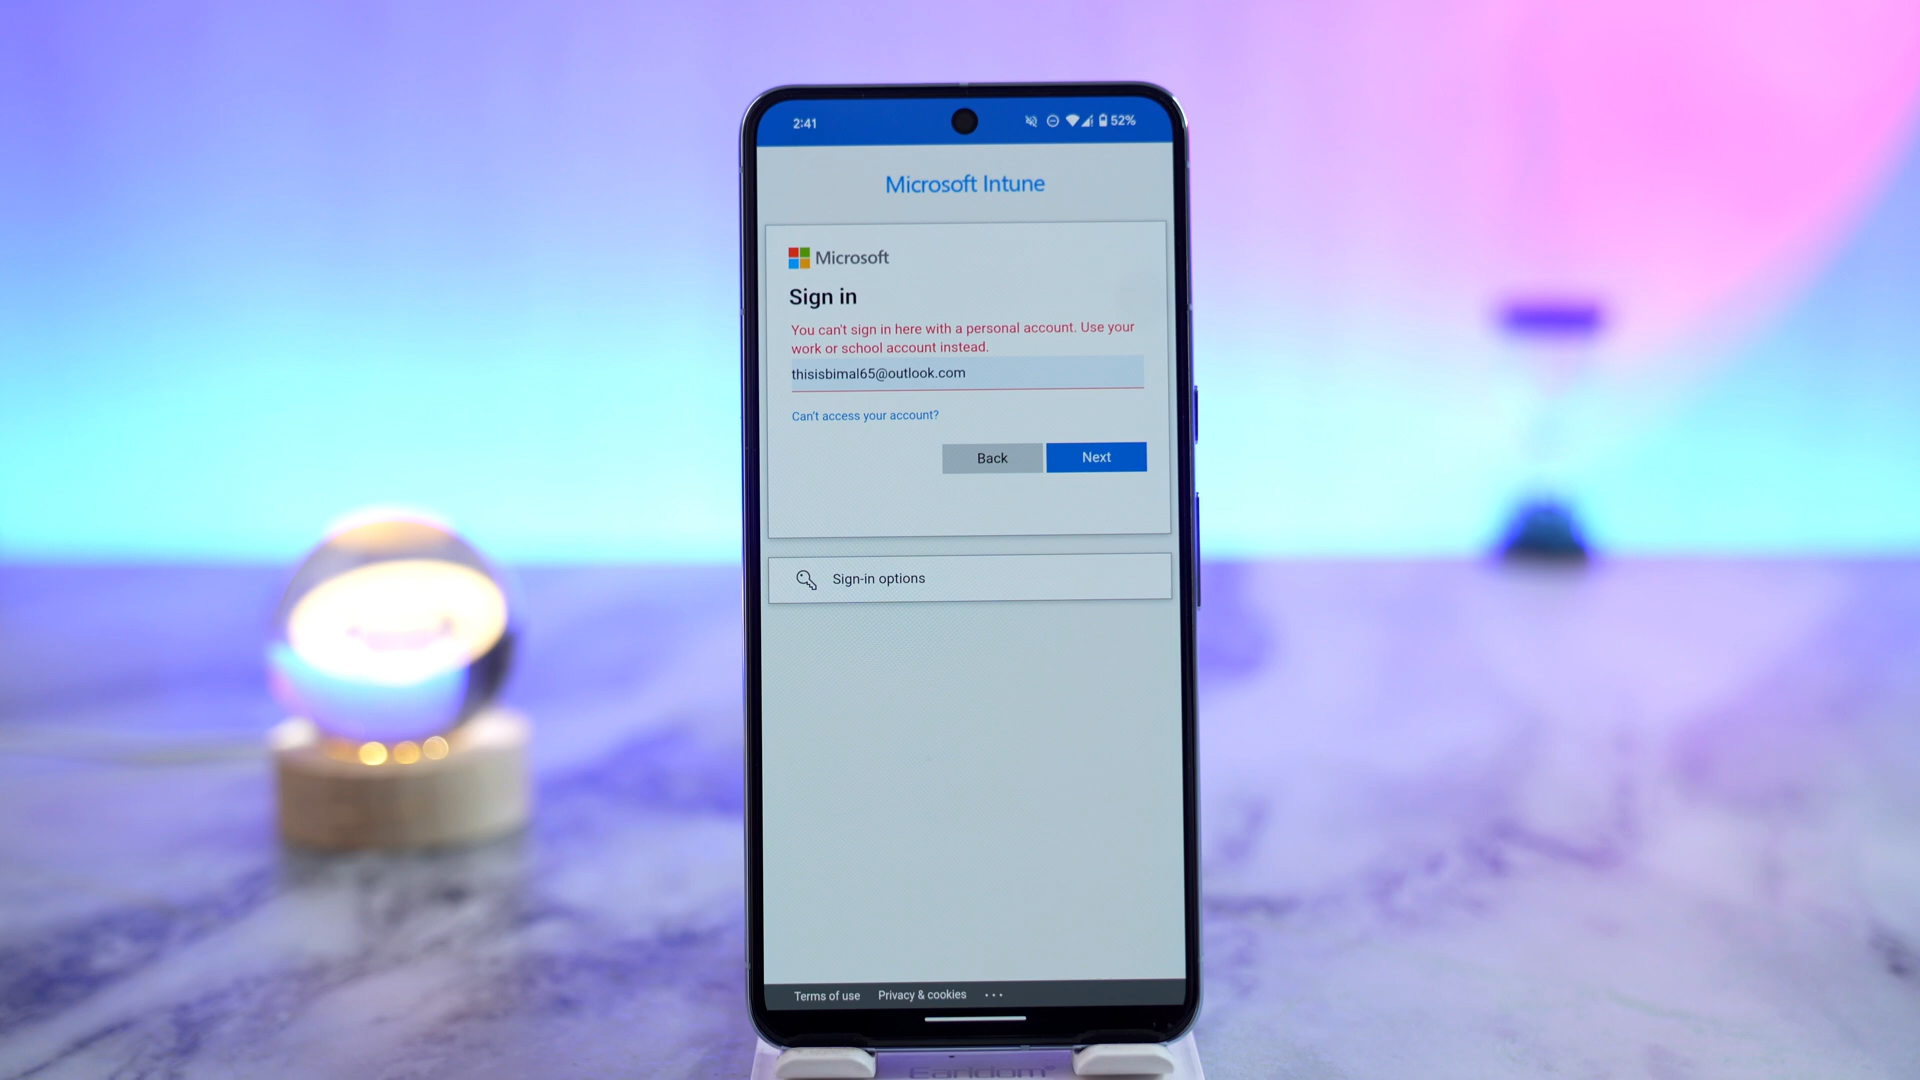 2:41
52%
Microsoft Intune
Microsoft
Sign in
You can't sign in here with a personal account. Use your
work or school account instead.
thisisbimal65@outlook.com
Can't access your account?
Back
Next
Sign-in options
Terms of use
Privacy & cookies
Earldom